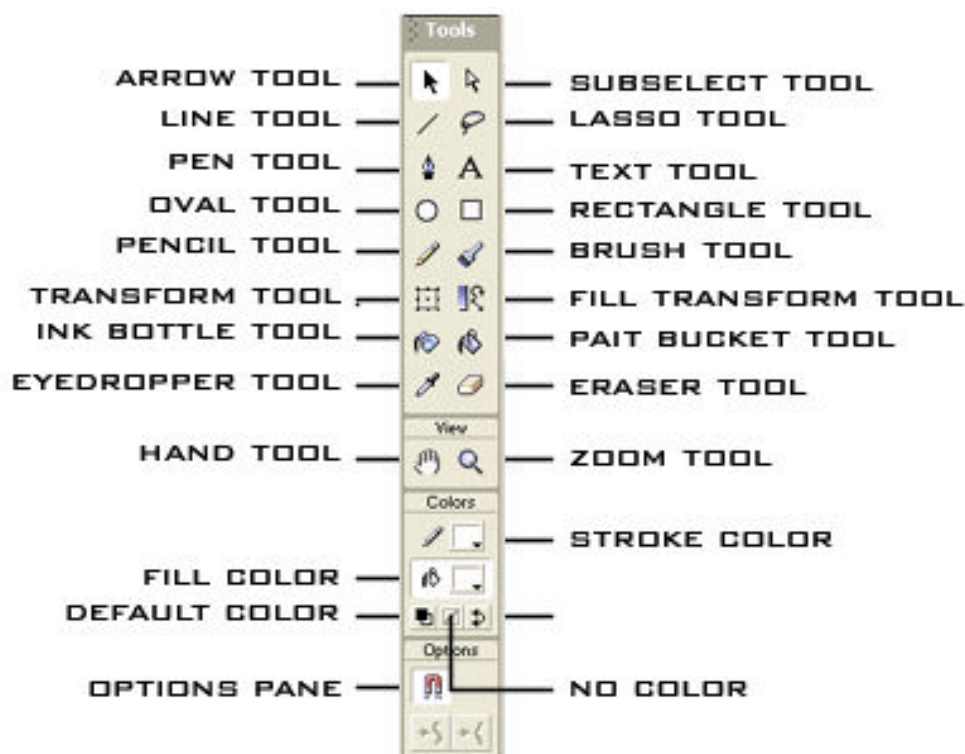 Tools
ARROW TOOL
SUBSELECT TOOL
LINE TOOL
LASSO TOOL
PEN TOOL
A
TEXT TOOL
OVAL TOOL
RECTANGLE TOOL
PENCIL TOOL
BRUSH TOOL
TRANSFORM TOOL
FILL TRANSFORM TOOL
INK BOTTLE TOOL
PAIT BUCKET TOOL
EYEDROPPER TOOL
ERASER TOOL
View
HAND TOOL
ZOOM TOOL
Colors
STROKE COLOR
FILL COLOR
DEFAULT COLOR
Options
OPTIONS PANE
NO COLOR